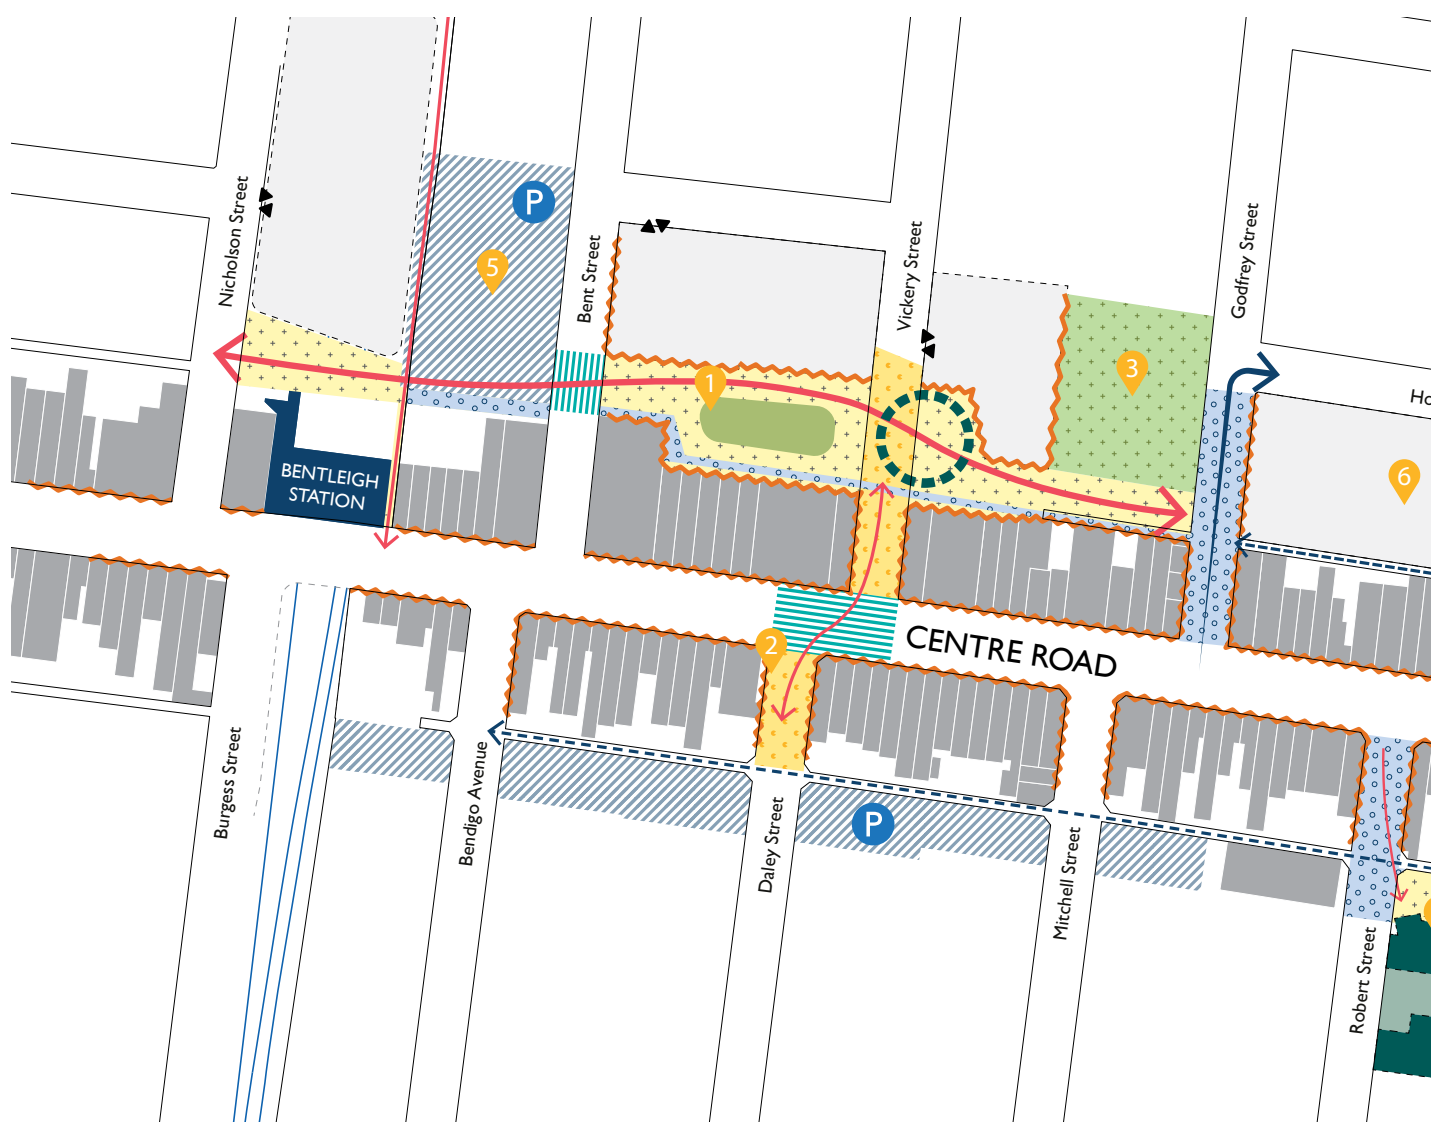 Nicholson Street
P
5
Bent Street
Vickery Street
Godfrey Street
1
3
Ho
6
BENTLEIGH
STATION
2
CENTRE ROAD
Burgess Street
Bendigo Avenue
Daley Street
P
Mitchell Street
Robert Street